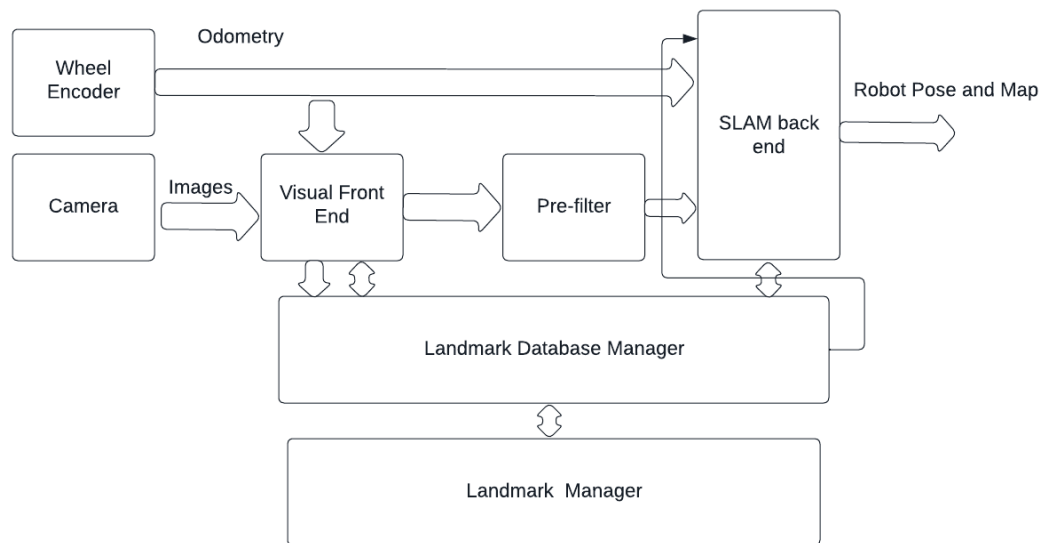 Odometry
Wheel
Encoder
Robot Pose and Map
SLAM back
end
Camera
Images
Visual Front
End
Pre-filter
Landmark Database Manager
Landmark  Manager